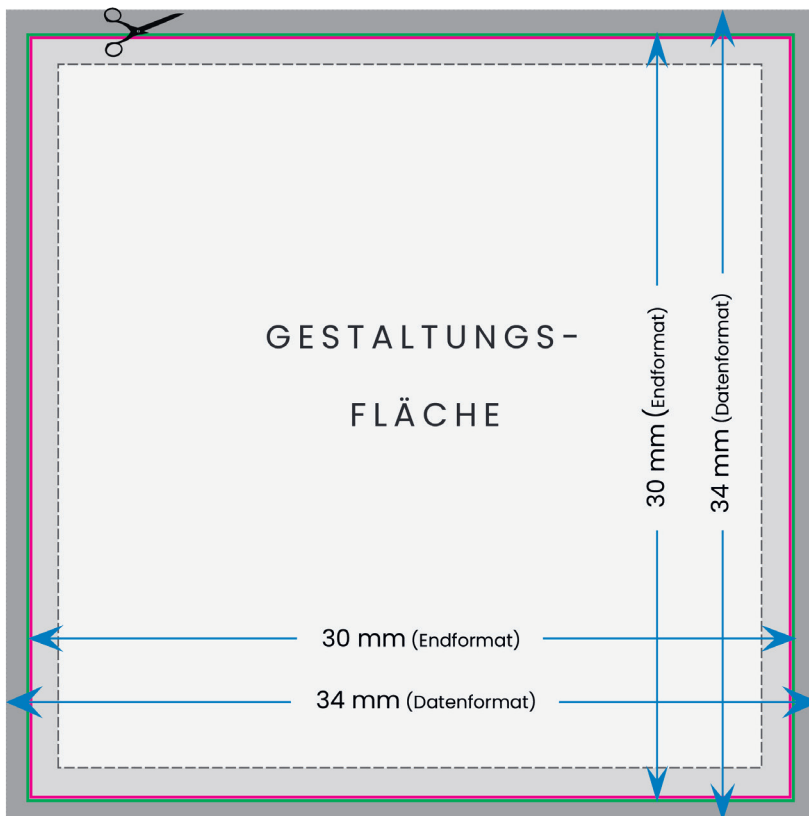 GESTALTUNGS-
FLÄCHE
30 mm (Endformat)
34 mm (Datenformat)
30 mm (Endformat)
34 mm (Datenformat)